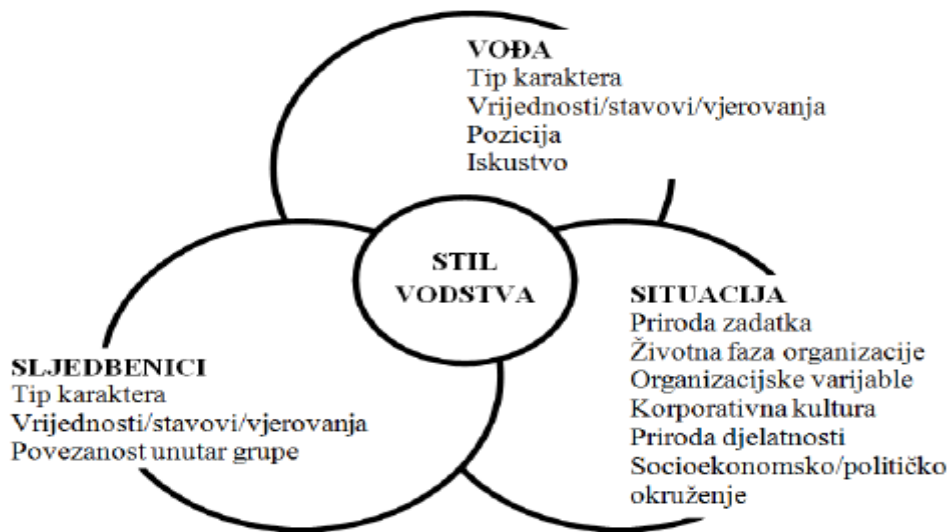 VOĐA
Tip karaktera
Vrijednosti/stavovi/vjerovanja
Pozicija
Iskustvo
STIL
VODSTVA
SLJEDBENICI
Tip karaktera
Vrijednosti/stavovi/vjerovanja
Povezanost unutar grupe
SITUACIJA
Priroda zadatka
Životna faza organizacije
Organizacijske varijable
Korporativna kultura
Priroda djelatnosti
Socioekonomsko/političko
okruženje